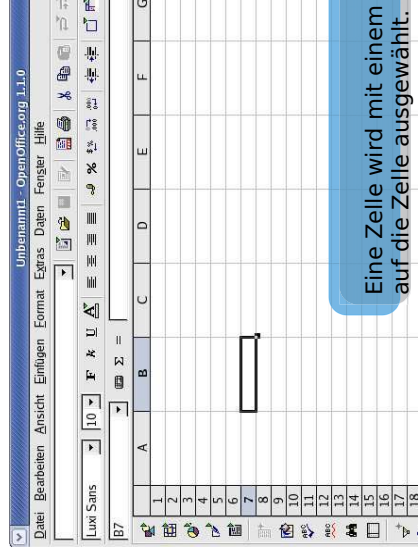 Unbenannt1 - OpenOffice.org 1.1.0
Datei Bearbeiten Ansicht Einfügen Format Extras Daten Fenster Hilfe
Luxi Sans 10 F k U A
B7 Σ =
A B C D E F G
1
2
3
4
5
6
7
8
9
10
11
12
13
14
15
16
17
18
Eine Zelle wird mit einem
auf die Zelle ausgewählt.